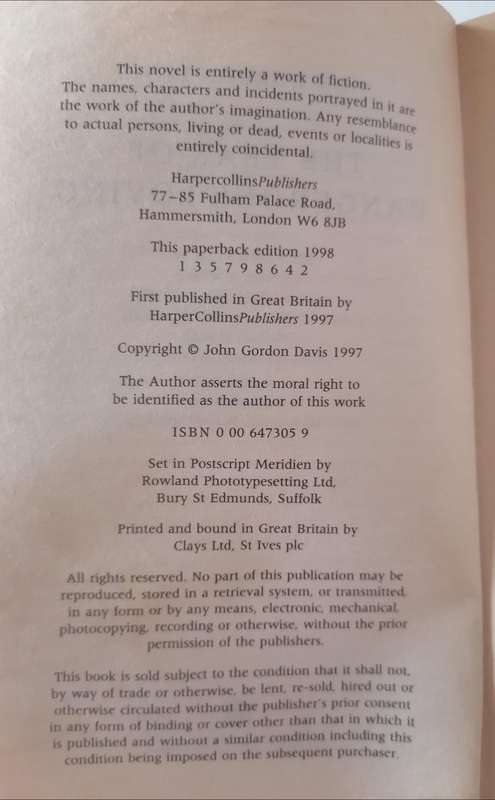 This novel is entirely a work of fiction.
The names, characters and incidents portrayed in it are
the work of the author's imagination. Any resemblance
to actual persons, living or dead, events or localities is
entirely coincidental.
HarpercollinsPublishers
77–85 Fulham Palace Road,
Hammersmith, London W6 8JB
This paperback edition 1998
1 3 5 7 9 8 6 4 2
First published in Great Britain by
HarperCollinsPublishers 1997
Copyright © John Gordon Davis 1997
The Author asserts the moral right to
be identified as the author of this work
ISBN 0 00 647305 9
Set in Postscript Meridien by
Rowland Phototypesetting Ltd,
Bury St Edmunds, Suffolk
Printed and bound in Great Britain by
Clays Ltd, St Ives plc
All rights reserved. No part of this publication may be
reproduced, stored in a retrieval system, or transmitted,
in any form or by any means, electronic, mechanical,
photocopying, recording or otherwise, without the prior
permission of the publishers.
This book is sold subject to the condition that it shall not,
by way of trade or otherwise, be lent, re-sold, hired out or
otherwise circulated without the publisher's prior consent
in any form of binding or cover other than that in which it
is published and without a similar condition including this
condition being imposed on the subsequent purchaser.